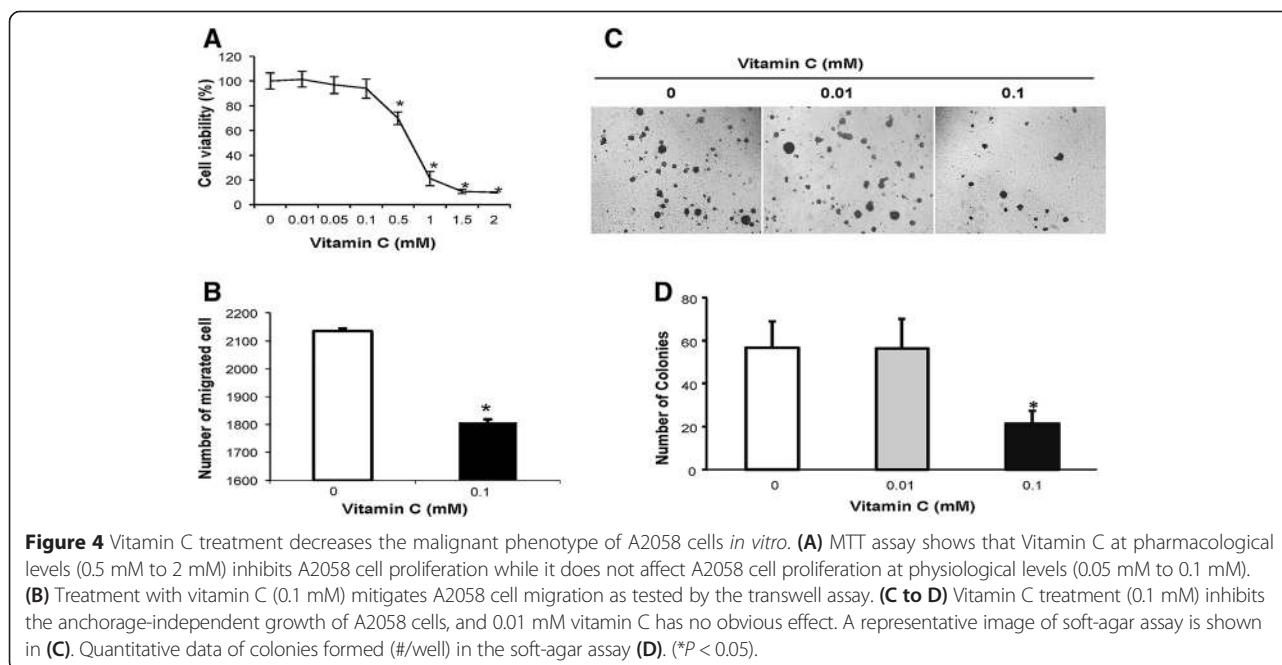 A
120
100
80
60
40
20
0
Cell viability (%)
*
*
*
*
0 0.01 0.05 0.1 0.5 1 1.5 2
Vitamin C (mM)
C
Vitamin C (mM)
0 0.01 0.1
B
2200
2100
2000
1900
1800
1700
1600
Number of migrated cell
*
0 0.1
Vitamin C (mM)
D
80
60
40
20
0
Number of Colonies
*
0 0.01 0.1
Vitamin C (mM)
Figure 4 Vitamin C treatment decreases the malignant phenotype of A2058 cells in vitro. (A) MTT assay shows that Vitamin C at pharmacological
levels (0.5 mM to 2 mM) inhibits A2058 cell proliferation while it does not affect A2058 cell proliferation at physiological levels (0.05 mM to 0.1 mM).
(B) Treatment with vitamin C (0.1 mM) mitigates A2058 cell migration as tested by the transwell assay. (C to D) Vitamin C treatment (0.1 mM) inhibits
the anchorage-independent growth of A2058 cells, and 0.01 mM vitamin C has no obvious effect. A representative image of soft-agar assay is shown
in (C). Quantitative data of colonies formed (#/well) in the soft-agar assay (D). (*P < 0.05).